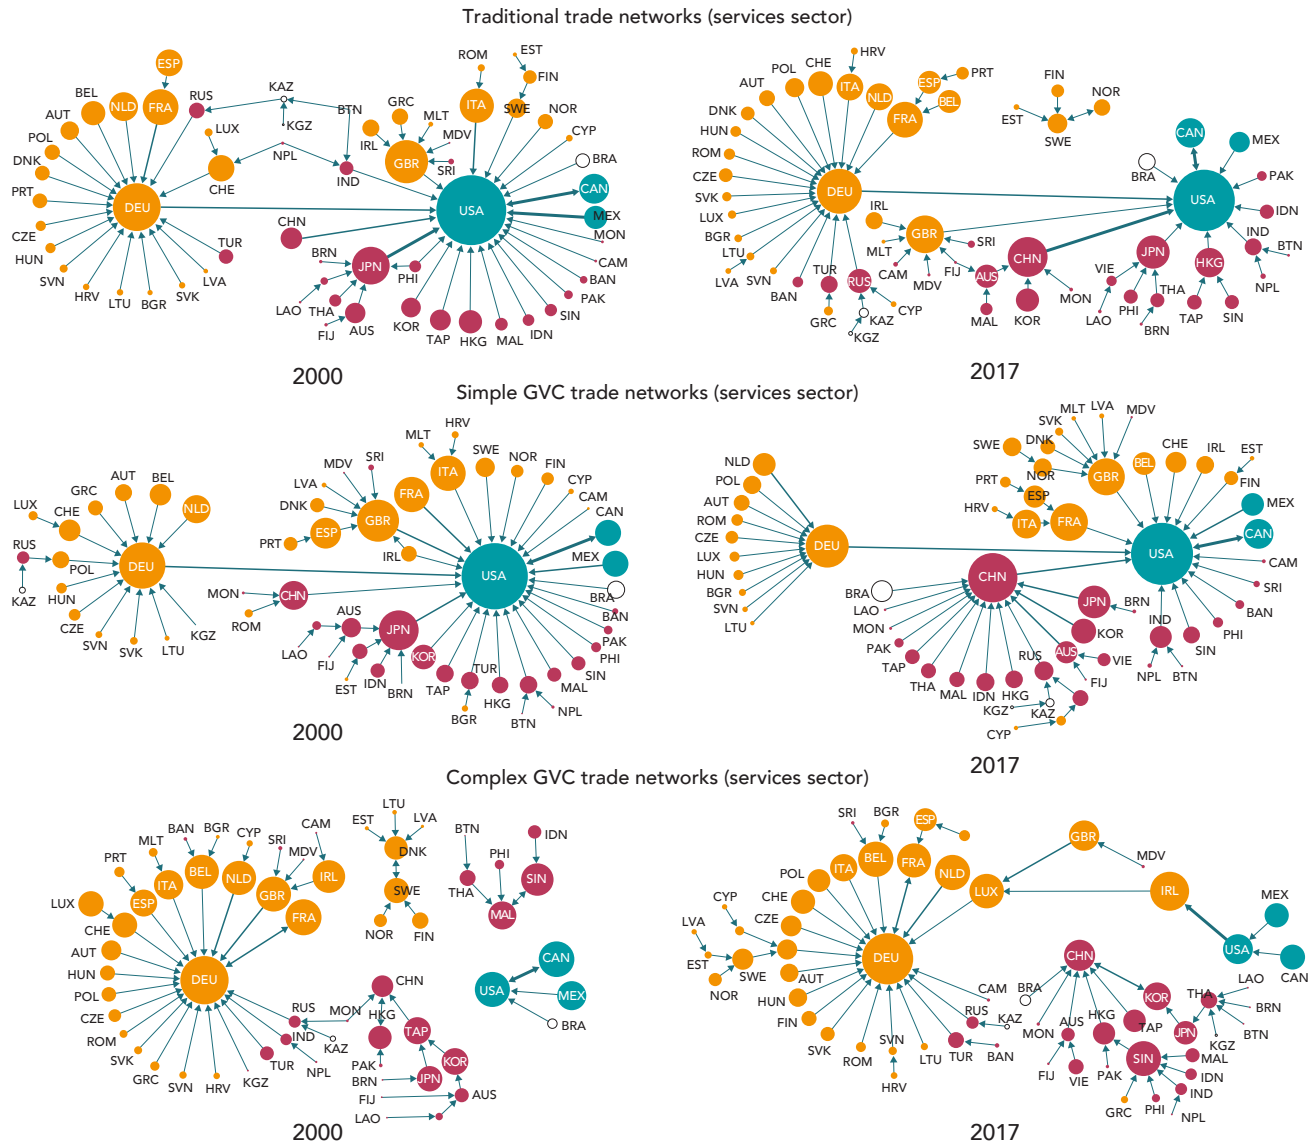 Traditional trade networks (services sector)
ESP
BEL
NLD
FRA
RUS
AUT
POL
DNK
PRT
CZE
HUN
SVN
HRV
LTU
BGR
SVK
LVA
TUR
DEU
LUX
CHE
KAZ
KGZ
NPL
BTN
IND
ROM
EST
FIN
ITA
SWE
NOR
CYP
BRA
CAN
MEX
MON
CAM
BAN
PAK
SIN
IDN
MAL
HKG
TAP
KOR
GRC
MLT
MDV
IRL
GBR
SRI
USA
CHN
BRN
JPN
PHI
LAO
THA
FIJ
AUS
2000
HRV
CHE
POL
AUT
ITA
NLD
ESP
PRT
BEL
FRA
DNK
HUN
ROM
CZE
SVK
LUX
BGR
LTU
LVA
SVN
BAN
DEU
TUR
GRC
RUS
KAZ
KGZ
CYP
IRL
GBR
MLT
CAM
MDV
SRI
FIJ
AUS
MAL
CHN
KOR
MON
FIN
NOR
EST
SWE
CAN
MEX
BRA
USA
PAK
IDN
IND
BTN
NPL
JPN
HKG
VIE
THA
PHI
LAO
BRN
TAP
SIN
2017
Simple GVC trade networks (services sector)
AUT
BEL
GRC
NLD
LUX
CHE
RUS
POL
DEU
KAZ
HUN
CZE
SVN
SVK
LTU
KGZ
HRV
MLT
SRI
MDV
LVA
DNK
ITA
SWE
NOR
FIN
CYP
CAM
CAN
FRA
GBR
ESP
PRT
IRL
USA
MEX
BRA
BAN
PAK
PHI
SIN
MAL
NPL
BTN
HKG
TUR
BGR
TAP
KOR
MON
CHN
ROM
AUS
JPN
LAO
FIJ
EST
IDN
BRN
2000
NLD
POL
AUT
ROM
CZE
LUX
HUN
BGR
SVN
LTU
DEU
MLT
LVA
MDV
SVK
DNK
SWE
NOR
GBR
BEL
CHE
IRL
EST
FIN
MEX
CAN
PRT
ESP
HRV
ITA
FRA
USA
CAM
SRI
BAN
PHI
SIN
IND
NPL
BTN
CHN
BRA
LAO
MON
PAK
TAP
THA
MAL
IDN
HKG
KGZ
RUS
KAZ
CYP
JPN
BRN
KOR
AUS
VIE
FIJ
2017
Complex GVC trade networks (services sector)
BAN
BGR
CYP
SRI
CAM
MDV
MLT
PRT
BEL
NLD
GBR
IRL
ITA
ESP
FRA
LUX
CHE
AUT
HUN
POL
CZE
ROM
SVK
GRC
SVN
HRV
KGZ
TUR
NPL
KAZ
IND
RUS
MON
DEU
LTU
EST
LVA
DNK
SWE
NOR
FIN
BTN
IDN
PHI
THA
SIN
MAL
CHN
HKG
TAP
PAK
KOR
BRN
JPN
FIJ
AUS
LAO
USA
CAN
MEX
BRA
2000
SRI
BGR
ESP
BEL
FRA
ITA
NLD
POL
CHE
CYP
LVA
CZE
EST
SWE
NOR
AUT
HUN
FIN
SVK
ROM
SVN
HRV
LTU
TUR
BAN
RUS
KAZ
CAM
DEU
LUX
GBR
MDV
IRL
MEX
USA
CAN
CHN
BRA
MON
AUS
FIJ
VIE
HKG
PAK
TAP
KOR
JPN
THA
LAO
BRN
BTN
KGZ
SIN
MAL
IDN
IND
NPL
PHI
GRC
2017